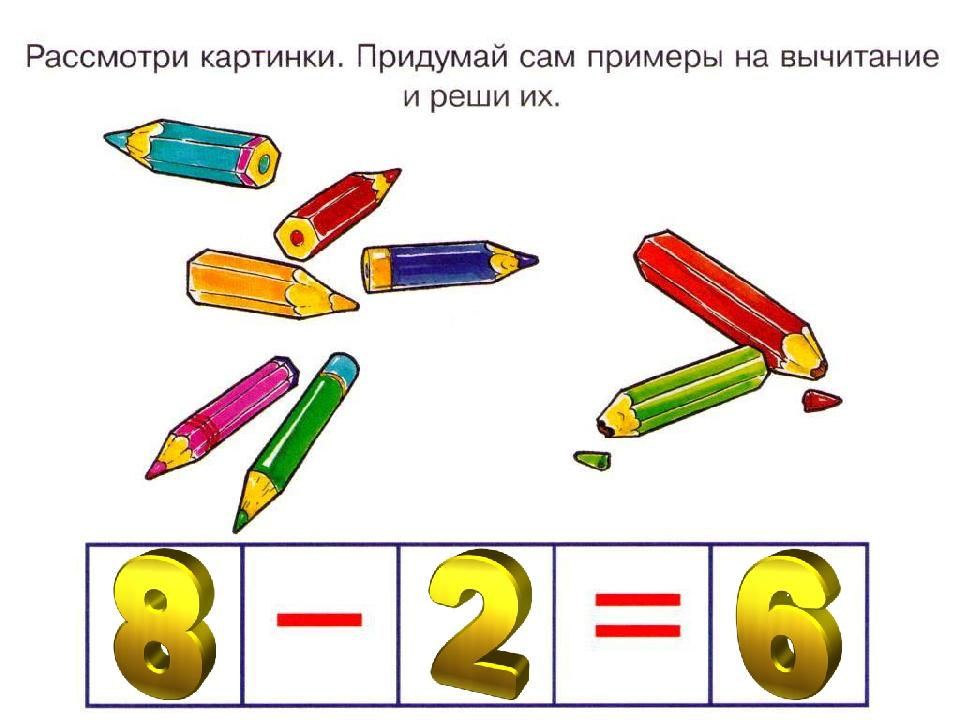 Рассмотри картинки. Придумай сам примеры на вычитание
и реши их.
8 – 2 = 6